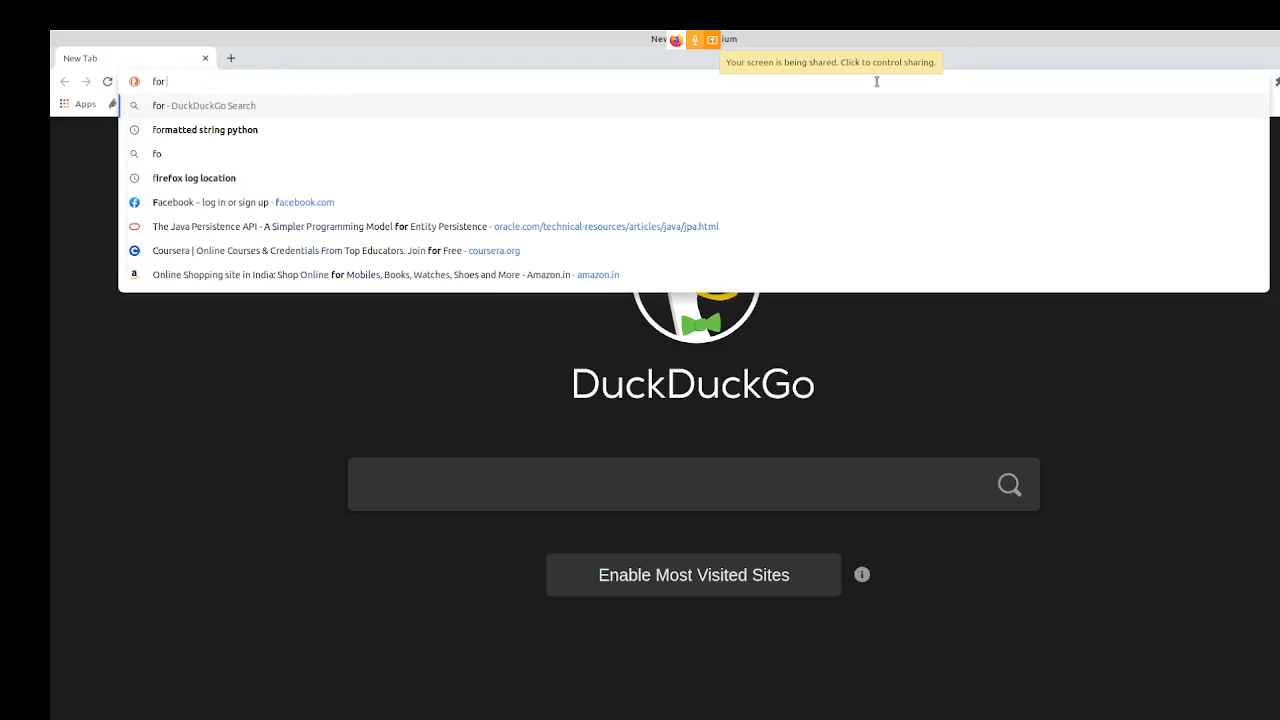 New ium
New Tab
Your screen is being shared. Click to control sharing.
for
Apps
for - DuckDuckGo Search
formatted string python
fo
firefox log location
Facebook – log in or sign up - facebook.com
The Java Persistence API - A Simpler Programming Model for Entity Persistence - oracle.com/technical-resources/articles/java/jpa.html
Coursera | Online Courses & Credentials From Top Educators. Join for Free - coursera.org
Online Shopping site in India: Shop Online for Mobiles, Books, Watches, Shoes and More - Amazon.in - amazon.in
DuckDuckGo
Enable Most Visited Sites